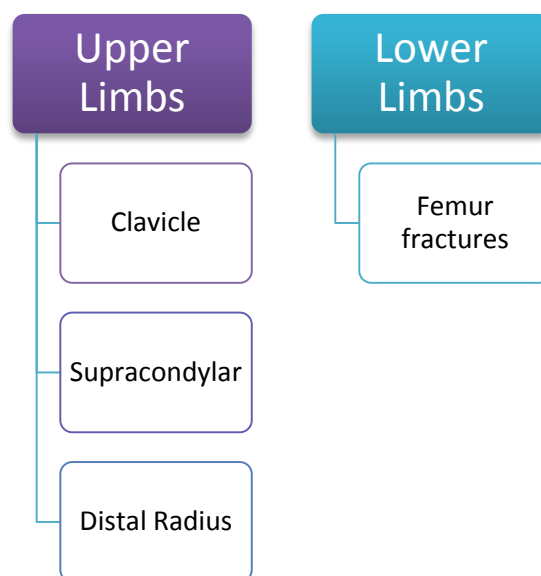 Upper
Limbs
Clavicle
Supracondylar
Distal Radius
Lower
Limbs
Femur
fractures